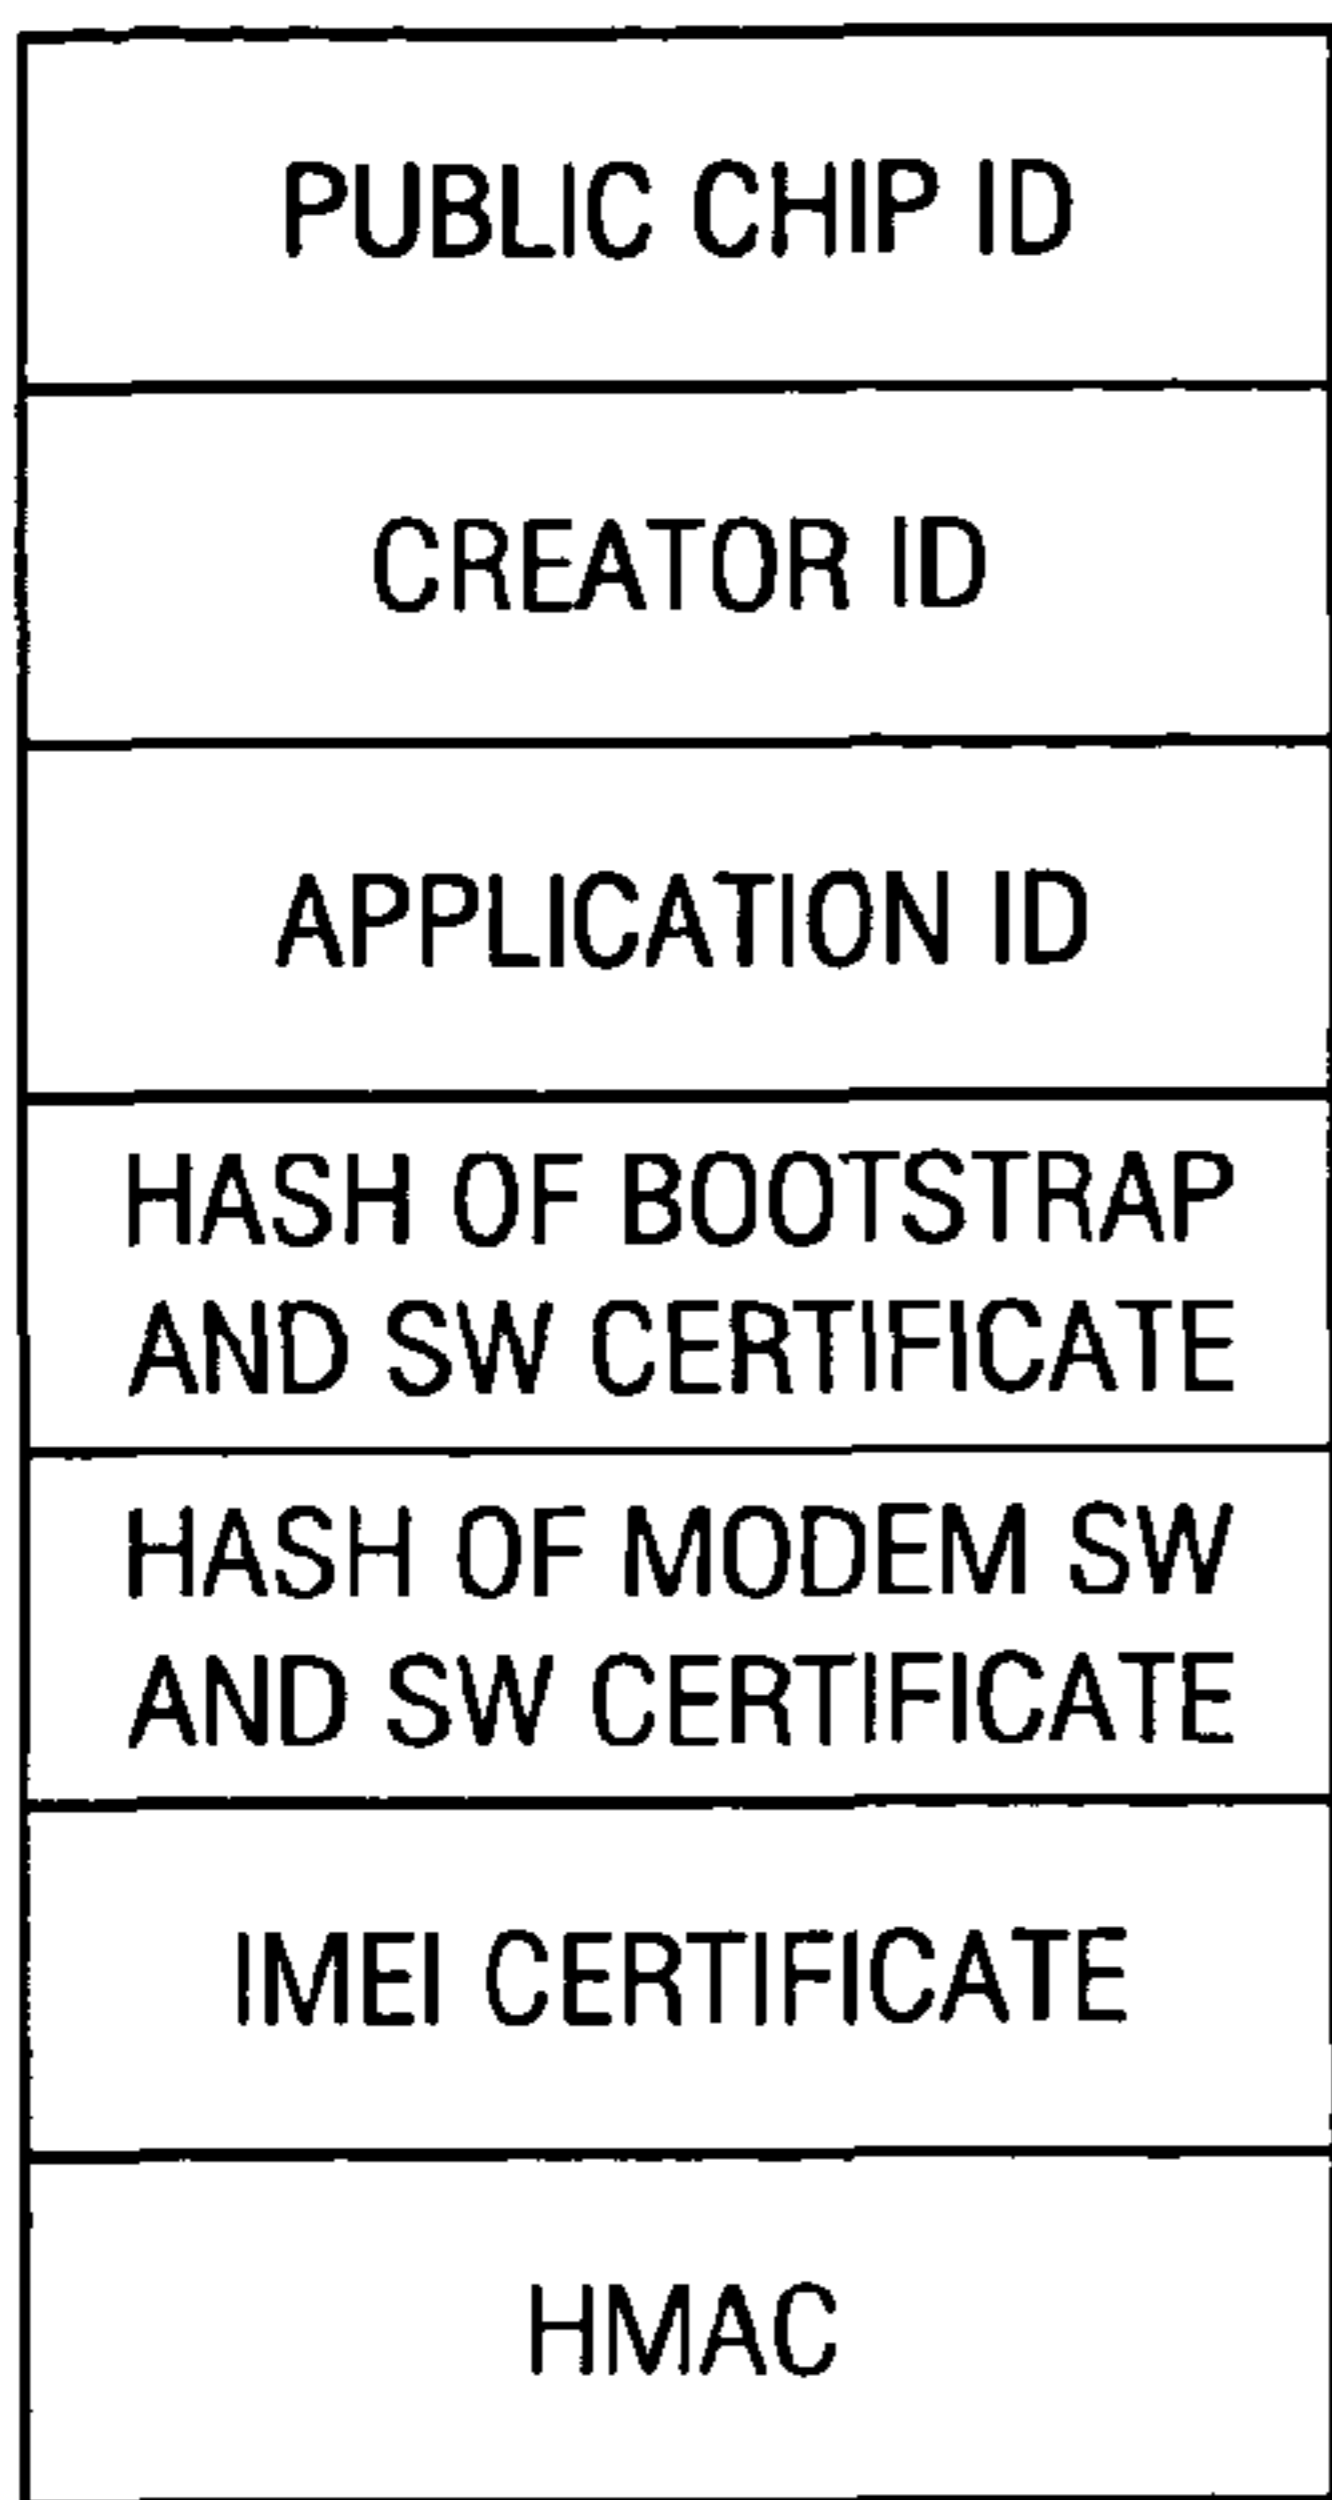 PUBLIC CHIP ID
CREATOR ID
APPLICATION ID
HASH OF BOOTSTRAP
AND SW CERTIFICATE
HASH OF MODEM SW
AND SW CERTIFICATE
IMEI CERTIFICATE
HMAC